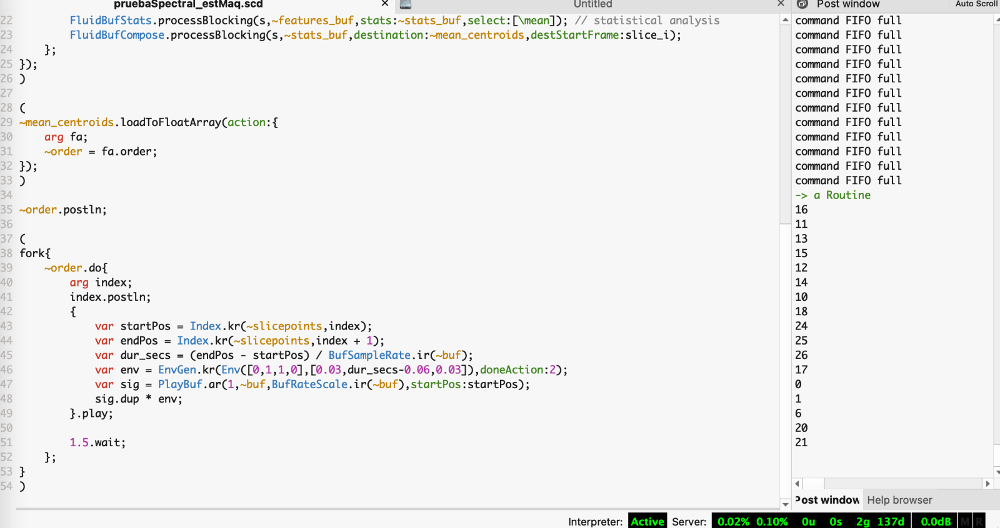 pruebaSpectral_estMaq.scd
Untitled
Post window
Auto Scroll
22 FluidBufStats.processBlocking(s,~features_buf,stats:~stats_buf,select:[\mean]); // statistical analysis
23 FluidBufCompose.processBlocking(s,~stats_buf,destination:~mean_centroids,destStartFrame:slice_i);
24 };
25 });
26 )
27
28 (
29 ~mean_centroids.loadToFloatArray(action:{
30 arg fa;
31 ~order = fa.order;
32 });
33 )
34
35 ~order.postln;
36
37 (
38 fork{
39 ~order.do{
40 arg index;
41 index.postln;
42 {
43 var startPos = Index.kr(~slicepoints,index);
44 var endPos = Index.kr(~slicepoints,index + 1);
45 var dur_secs = (endPos - startPos) / BufSampleRate.ir(~buf);
46 var env = EnvGen.kr(Env([0,1,1,0],[0.03,dur_secs-0.06,0.03]),doneAction:2);
47 var sig = PlayBuf.ar(1,~buf,BufRateScale.ir(~buf),startPos:startPos);
48 sig.dup * env;
49 }.play;
50
51 1.5.wait;
52 };
53 }
54 )
command FIFO full
command FIFO full
command FIFO full
command FIFO full
command FIFO full
command FIFO full
command FIFO full
command FIFO full
command FIFO full
command FIFO full
command FIFO full
command FIFO full
-> a Routine
16
11
13
15
12
14
10
18
24
25
26
17
0
1
6
20
21
Post window
Help browser
Interpreter: Active Server: 0.02% 0.10% 0u 0s 2g 137d 0.0dB M R